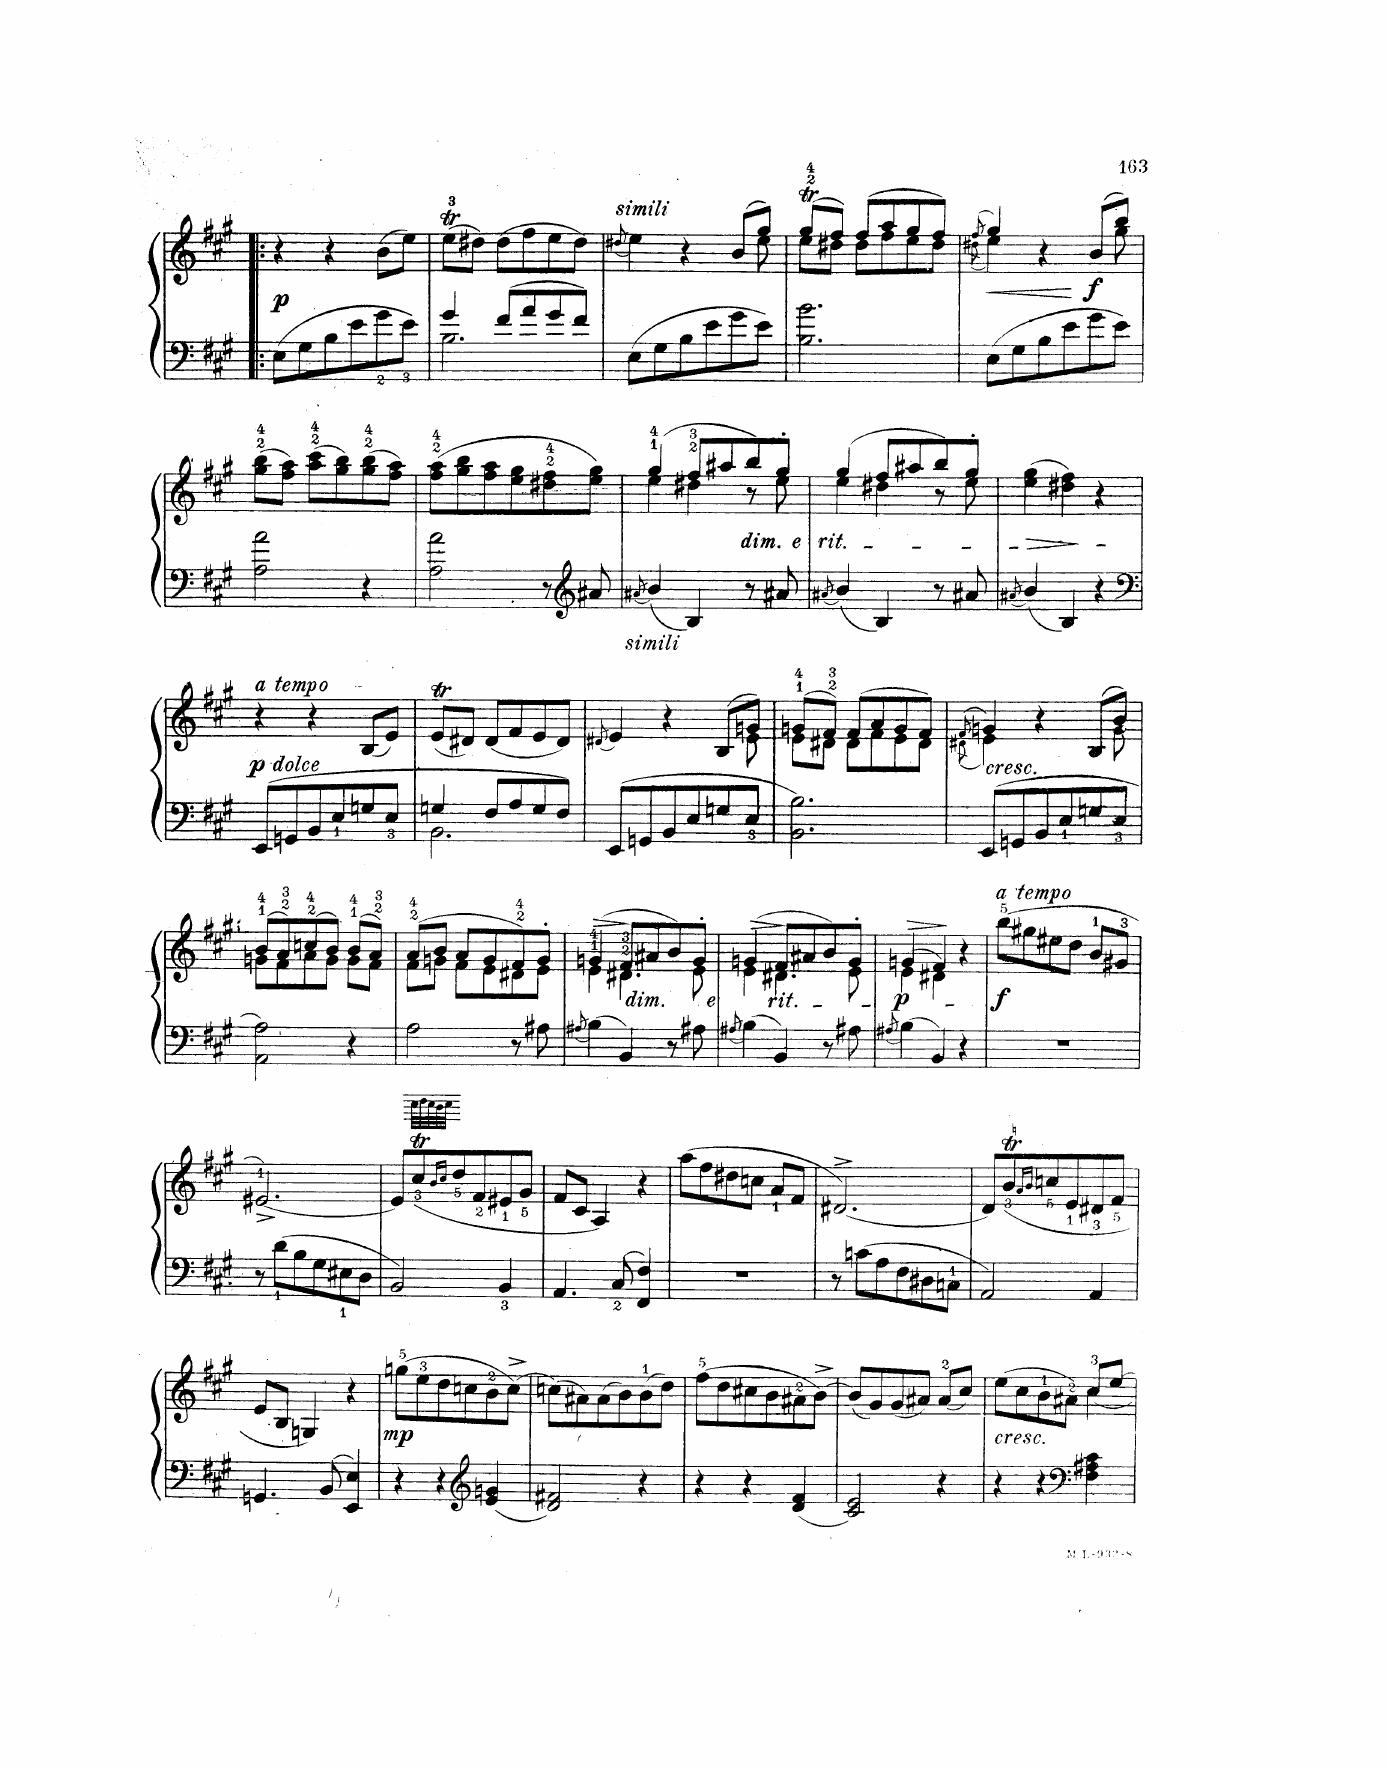 163
simili
p
f
dim. e rit.
simili
a tempo
p dolce
cresc.
a tempo
dim. e rit. p f
mp
cresc.
M L-932-8